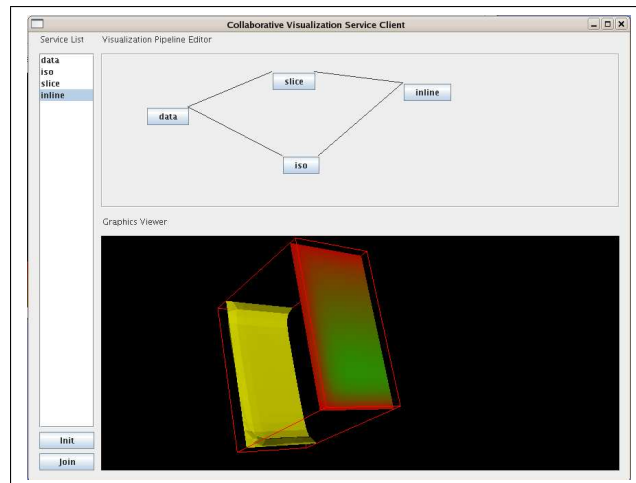 Collaborative Visualization Service Client
Service List Visualization Pipeline Editor
data
iso
slice
inline
slice
inline
data
iso
Graphics Viewer
Init
Join